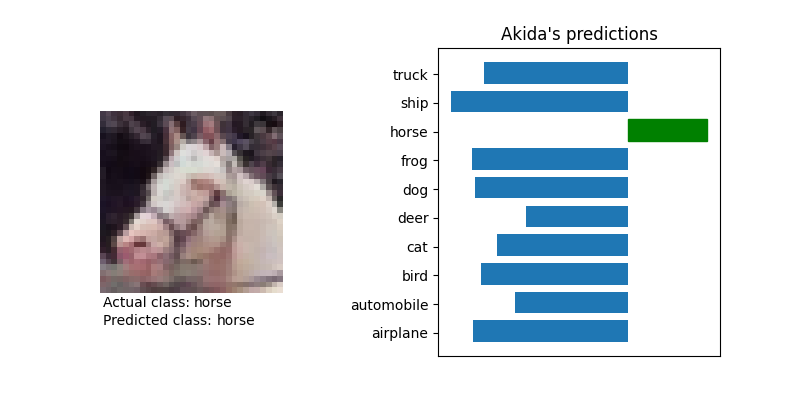 Akida's predictions
truck
ship
horse
frog
dog
deer
cat
bird
automobile
airplane
Actual class: horse
Predicted class: horse